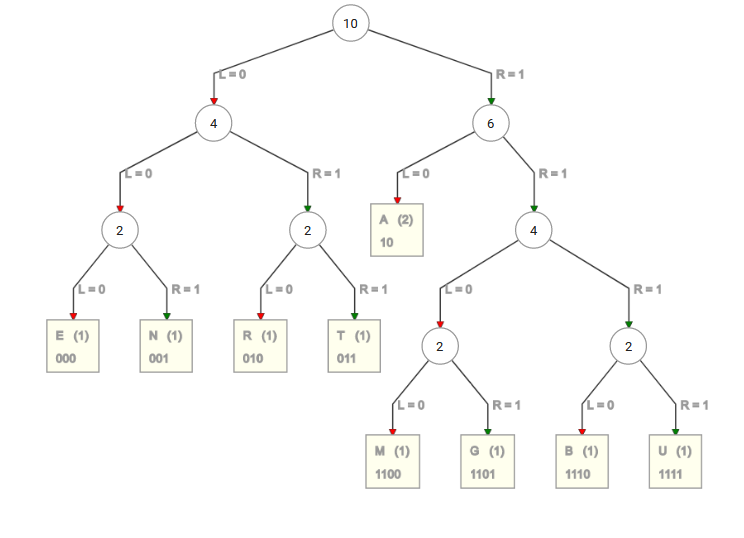 10
L=0
R=1
4
6
L=0
R=1
L=0
R=1
A (2)
10
2
2
4
L=0
R=1
L=0
R=1
L=0
R=1
E (1)
000
N (1)
001
R (1)
010
T (1)
011
2
2
L=0
R=1
L=0
R=1
M (1)
1100
G (1)
1101
B (1)
1110
U (1)
1111